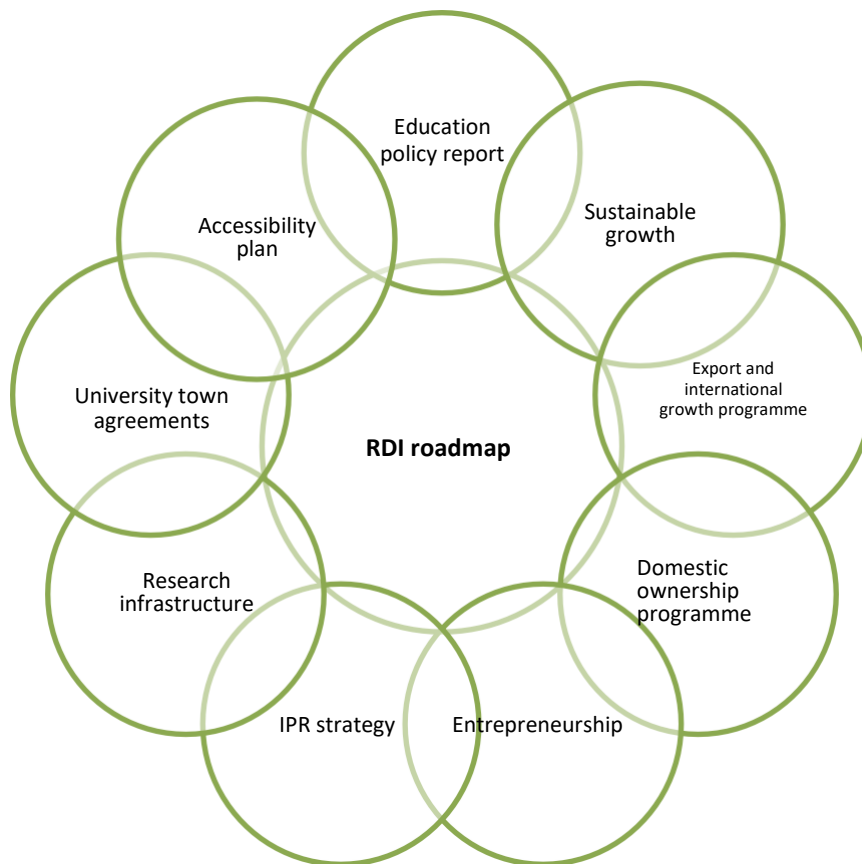 Education
policy report
Sustainable
growth
Export and
international
growth programme
Domestic
ownership
programme
Entrepreneurship
IPR strategy
Research
infrastructure
University town
agreements
Accessibility
plan
RDI roadmap